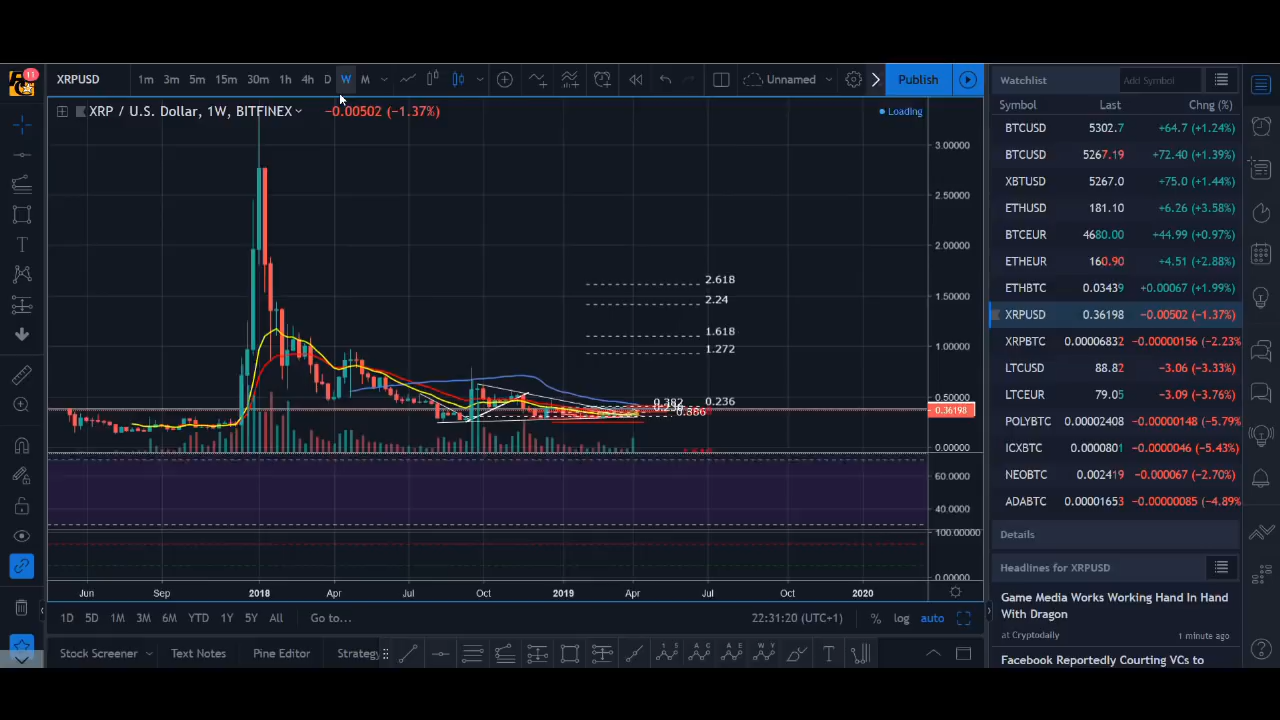 11
XRPUSD 1m 3m 5m 15m 30m 1h 4h D W M Unnamed Publish
XRP / U.S. Dollar, 1W, BITFINEX −0.00502 (−1.37%) Loading
3.00000
2.50000
2.00000
1.50000
1.00000
0.50000
0.36198
0.00000
2.618
2.24
1.618
1.272
0.382
0.236
60.00000
40.00000
100.00000
0.00000
Jun Sep 2018 Apr Jul Oct 2019 Apr Jul Oct 2020
1D 5D 1M 3M 6M YTD 1Y 5Y All Go to... 22:31:20 (UTC+1) % log auto
Stock Screener Text Notes Pine Editor Strateg
Watchlist Add Symbol
Symbol Last Chng (%)
BTCUSD 5302.7 +64.7 (+1.24%)
BTCUSD 5267.19 +72.40 (+1.39%)
XBTUSD 5267.0 +75.0 (+1.44%)
ETHUSD 181.10 +6.26 (+3.58%)
BTCEUR 4680.00 +44.99 (+0.97%)
ETHEUR 160.90 +4.51 (+2.88%)
ETHBTC 0.03439 +0.00067 (+1.99%)
XRPUSD 0.36198 −0.00502 (−1.37%)
XRPBTC 0.00006832 −0.00000156 (−2.23%
LTCUSD 88.82 −3.06 (−3.33%)
LTCEUR 79.05 −3.09 (−3.76%)
POLYBTC 0.00002408 −0.00000148 (−5.79%
ICXBTC 0.0000801 −0.0000046 (−5.43%)
NEOBTC 0.002419 −0.000067 (−2.70%)
ADABTC 0.00001653 −0.00000085 (−4.89%
Details
Headlines for XRPUSD
Game Media Works Working Hand In Hand
With Dragon
at Cryptodaily 1 minute ago
Facebook Reportedly Courting VCs to